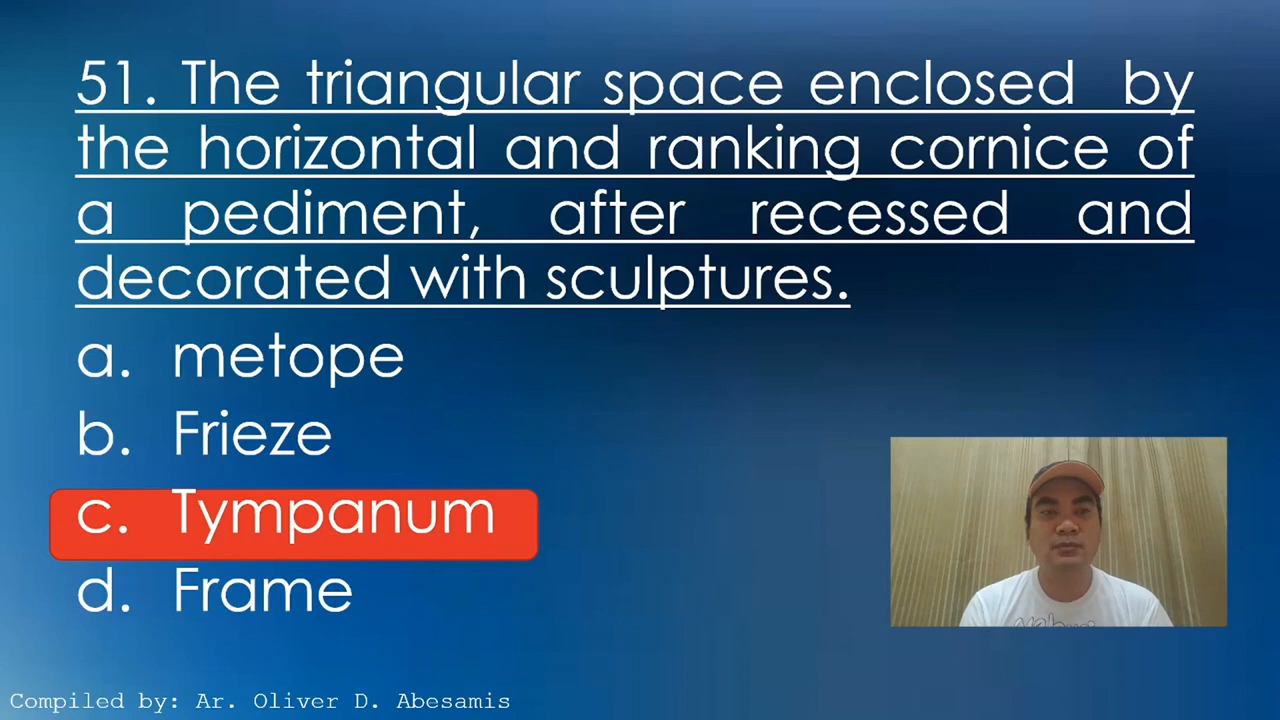 51. The triangular space enclosed by
the horizontal and ranking cornice of
a pediment, after recessed and
decorated with sculptures.
a. metope
b. Frieze
c. Tympanum
d. Frame
Compiled by: Ar. Oliver D. Abesamis